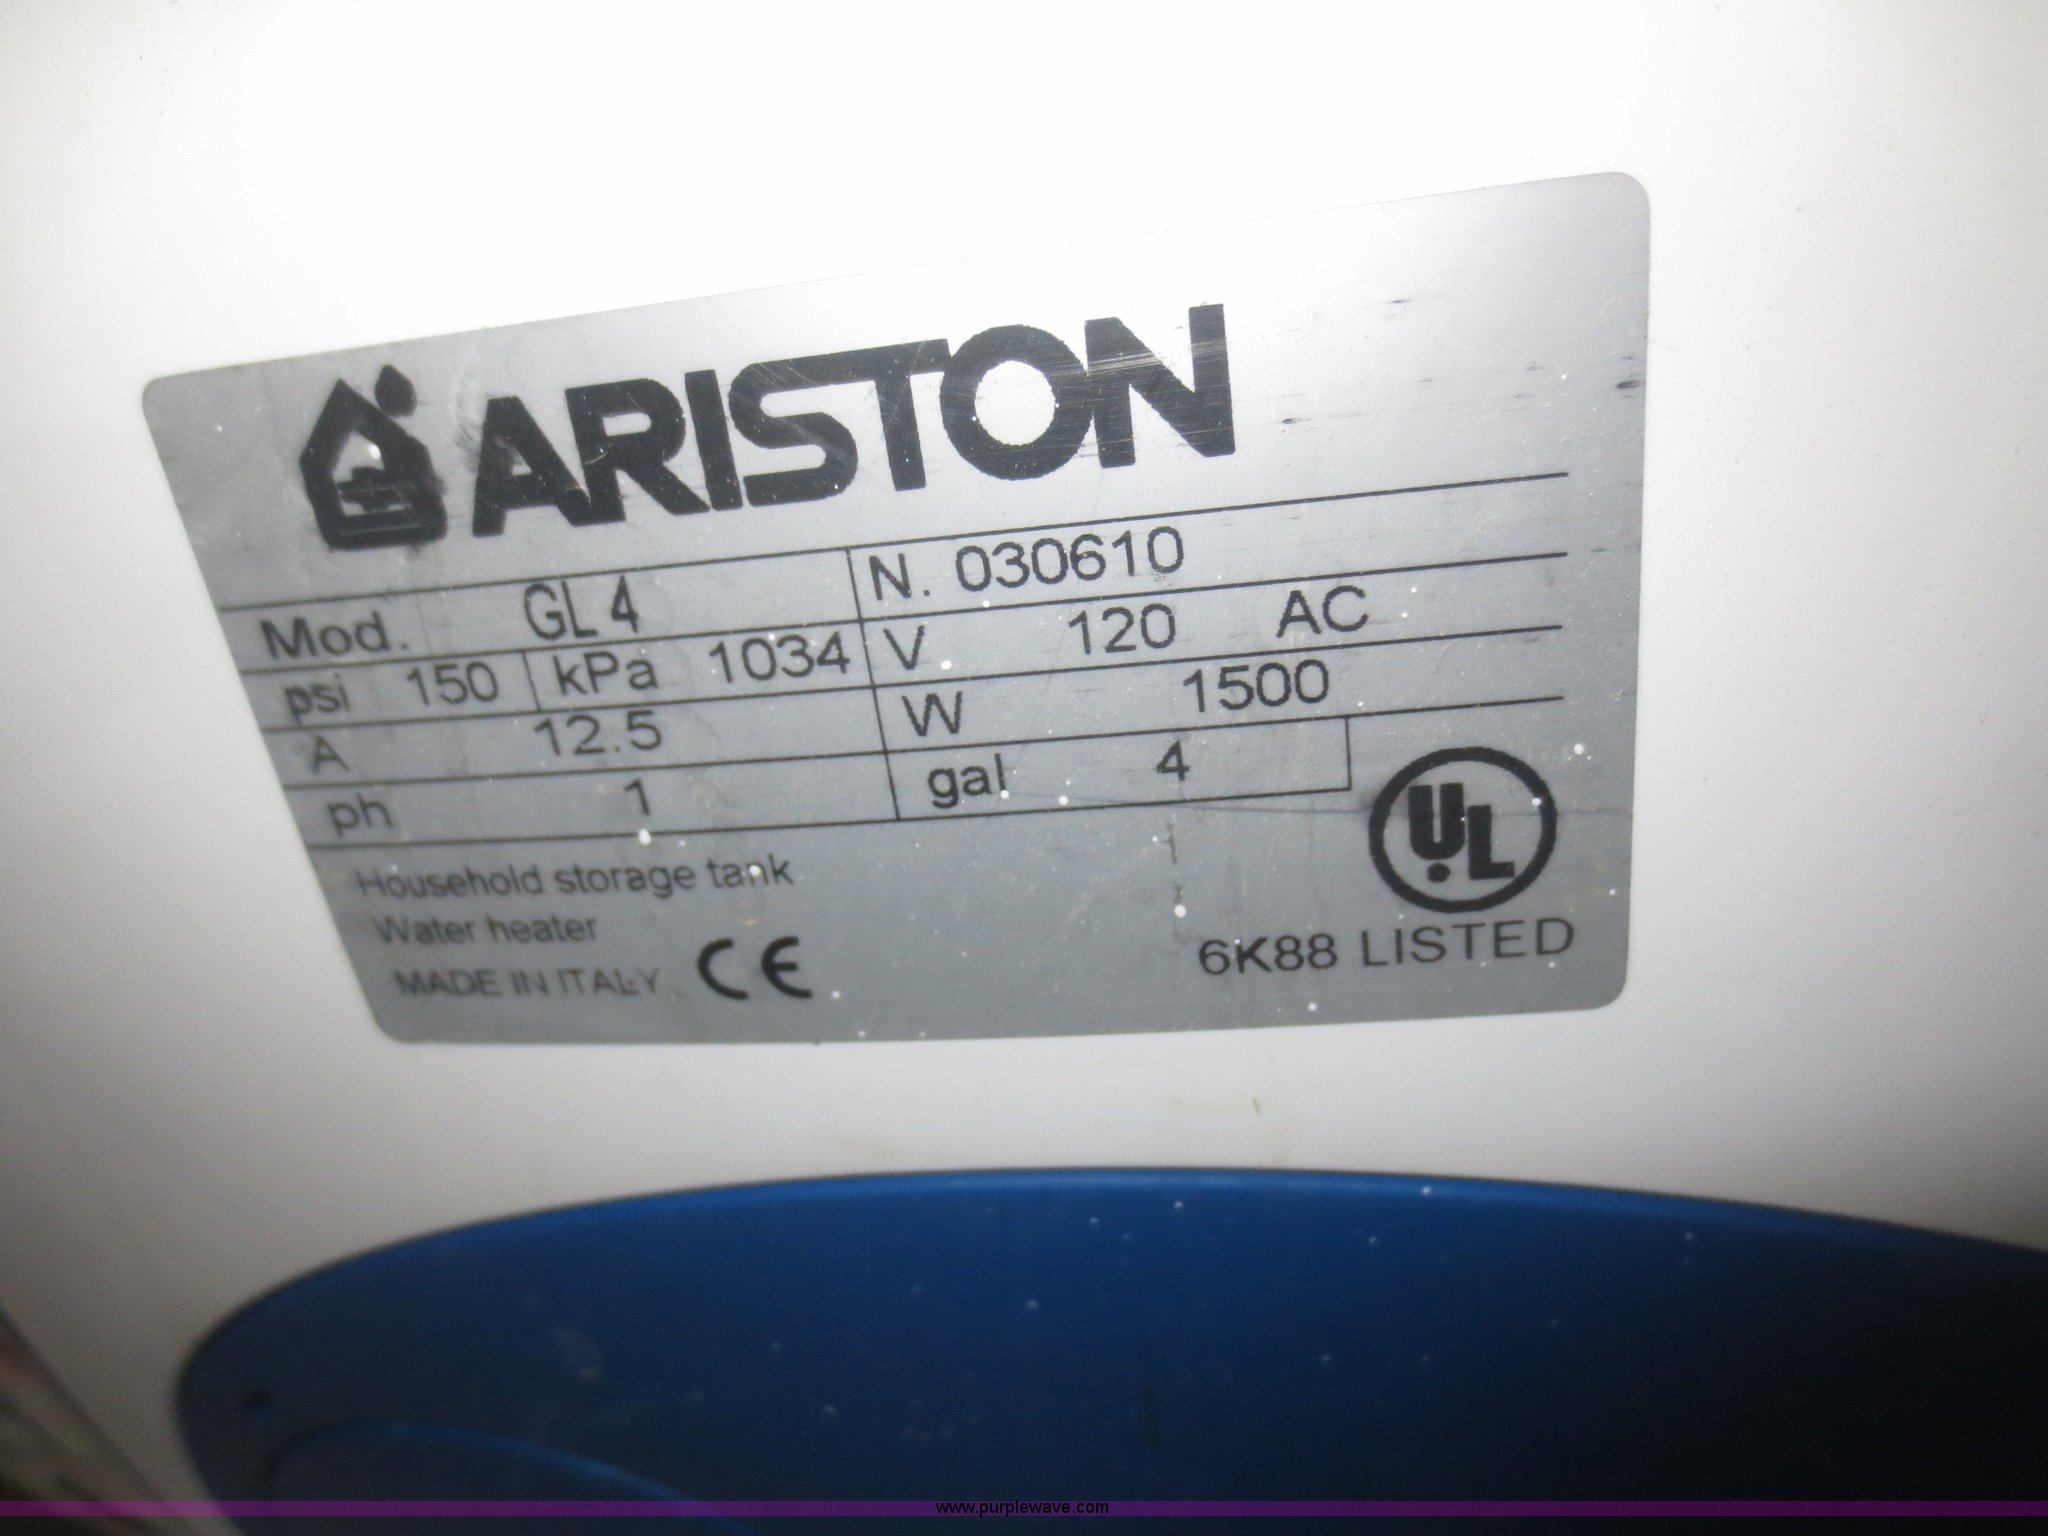 ARISTON
Mod. GL 4 N. 030610
psi 150 kPa 1034 V 120 AC
A 12.5 W 1500
ph 1 gal 4
Household storage tank
Water heater
MADE IN ITALY CE
UL
6K88 LISTED
www.purplewave.com